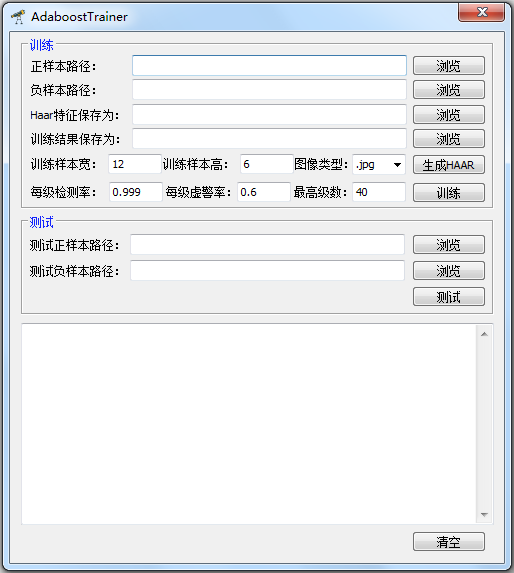 AdaboostTrainer
训练
正样本路径： 浏览
负样本路径： 浏览
Haar特征保存为： 浏览
训练结果保存为： 浏览
训练样本宽： 12 训练样本高： 6 图像类型： .jpg 生成HAAR
每级检测率： 0.999 每级虚警率： 0.6 最高级数： 40 训练
测试
测试正样本路径： 浏览
测试负样本路径： 浏览
测试
清空